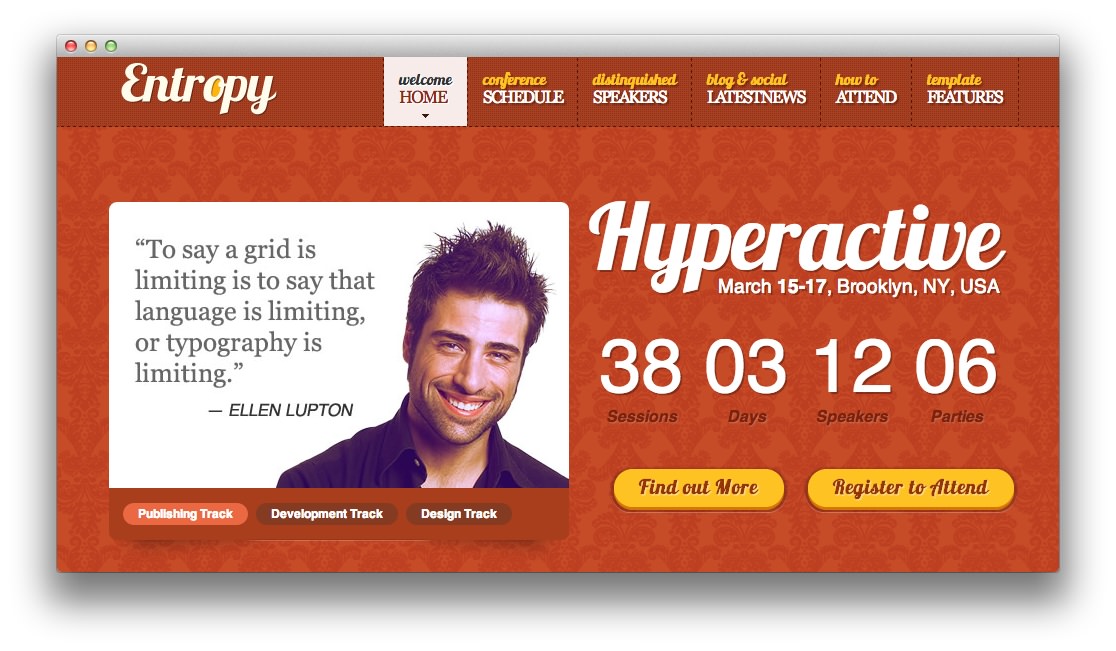 Entropy
welcome
HOME
conference
SCHEDULE
distinquished
SPEAKERS
blog & social
LATESTNEWS
how to
ATTEND
template
FEATURES
“To say a grid is
limiting is to say that
language is limiting,
or typography is
limiting.”
— ELLEN LUPTON
Publishing Track
Development Track
Design Track
Hyperactive
March 15-17, Brooklyn, NY, USA
38 03 12 06
Sessions Days Speakers Parties
Find out More
Register to Attend